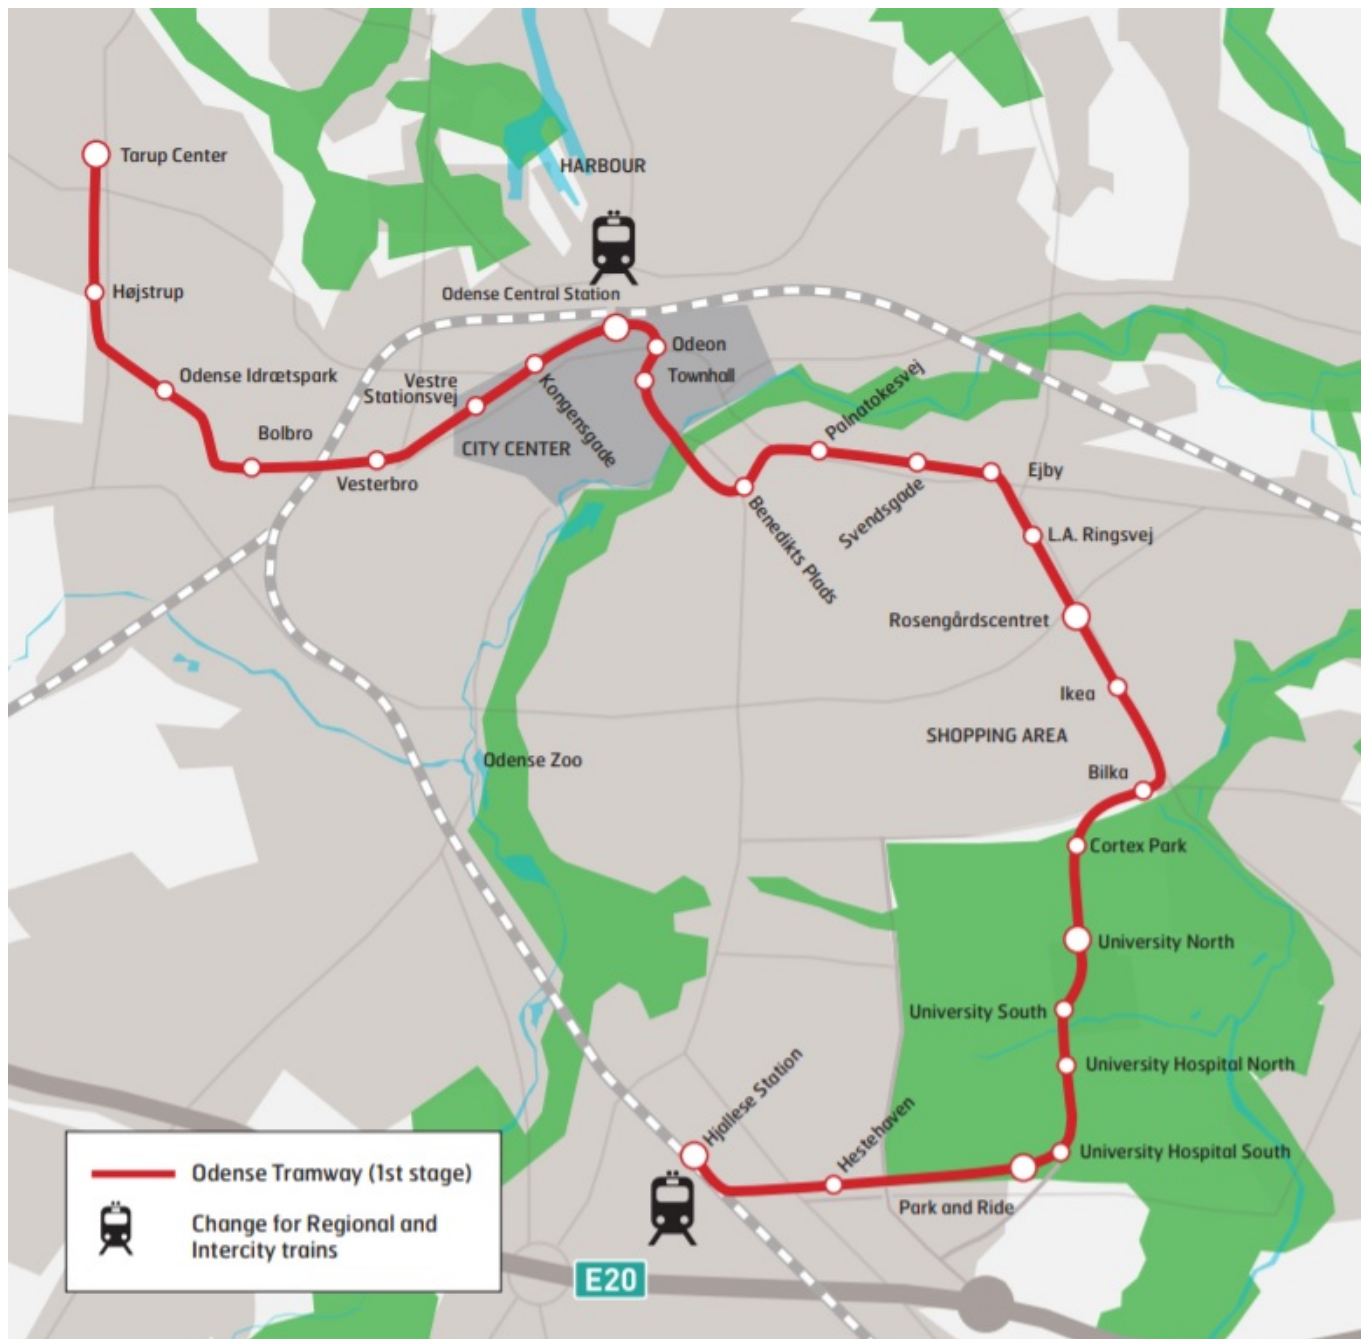 Tarup Center
HARBOUR
Højstrup
Odense Central Station
Odeon
Townhall
Odense Idrætspark
Vestre
Stationsvej
Kongensgade
Palnatokesvej
Bolbro
CITY CENTER
Vesterbro
Ejby
Svendsgade
Benedikts Plads
L.A. Ringsvej
Rosengårdscentret
Ikea
SHOPPING AREA
Odense Zoo
Bilka
Cortex Park
University North
University South
University Hospital North
Hjallese Station
Hestehaven
University Hospital South
Park and Ride
Odense Tramway (1st stage)
Change for Regional and
Intercity trains
E20